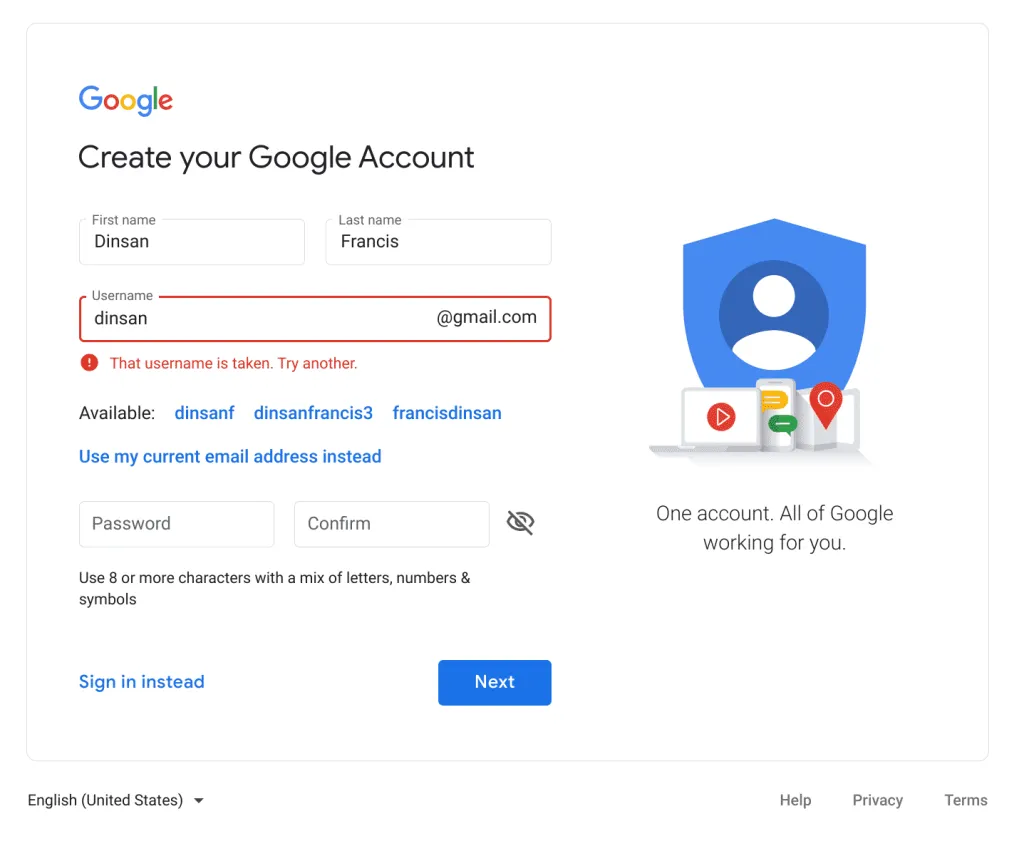 Google
Create your Google Account
First name
Dinsan
Last name
Francis
Username
dinsan
@gmail.com
That username is taken. Try another.
Available: dinsanf dinsanfrancis3 francisdinsan
Use my current email address instead
Password
Confirm
Use 8 or more characters with a mix of letters, numbers &
symbols
Sign in instead
Next
One account. All of Google
working for you.
English (United States)
Help
Privacy
Terms